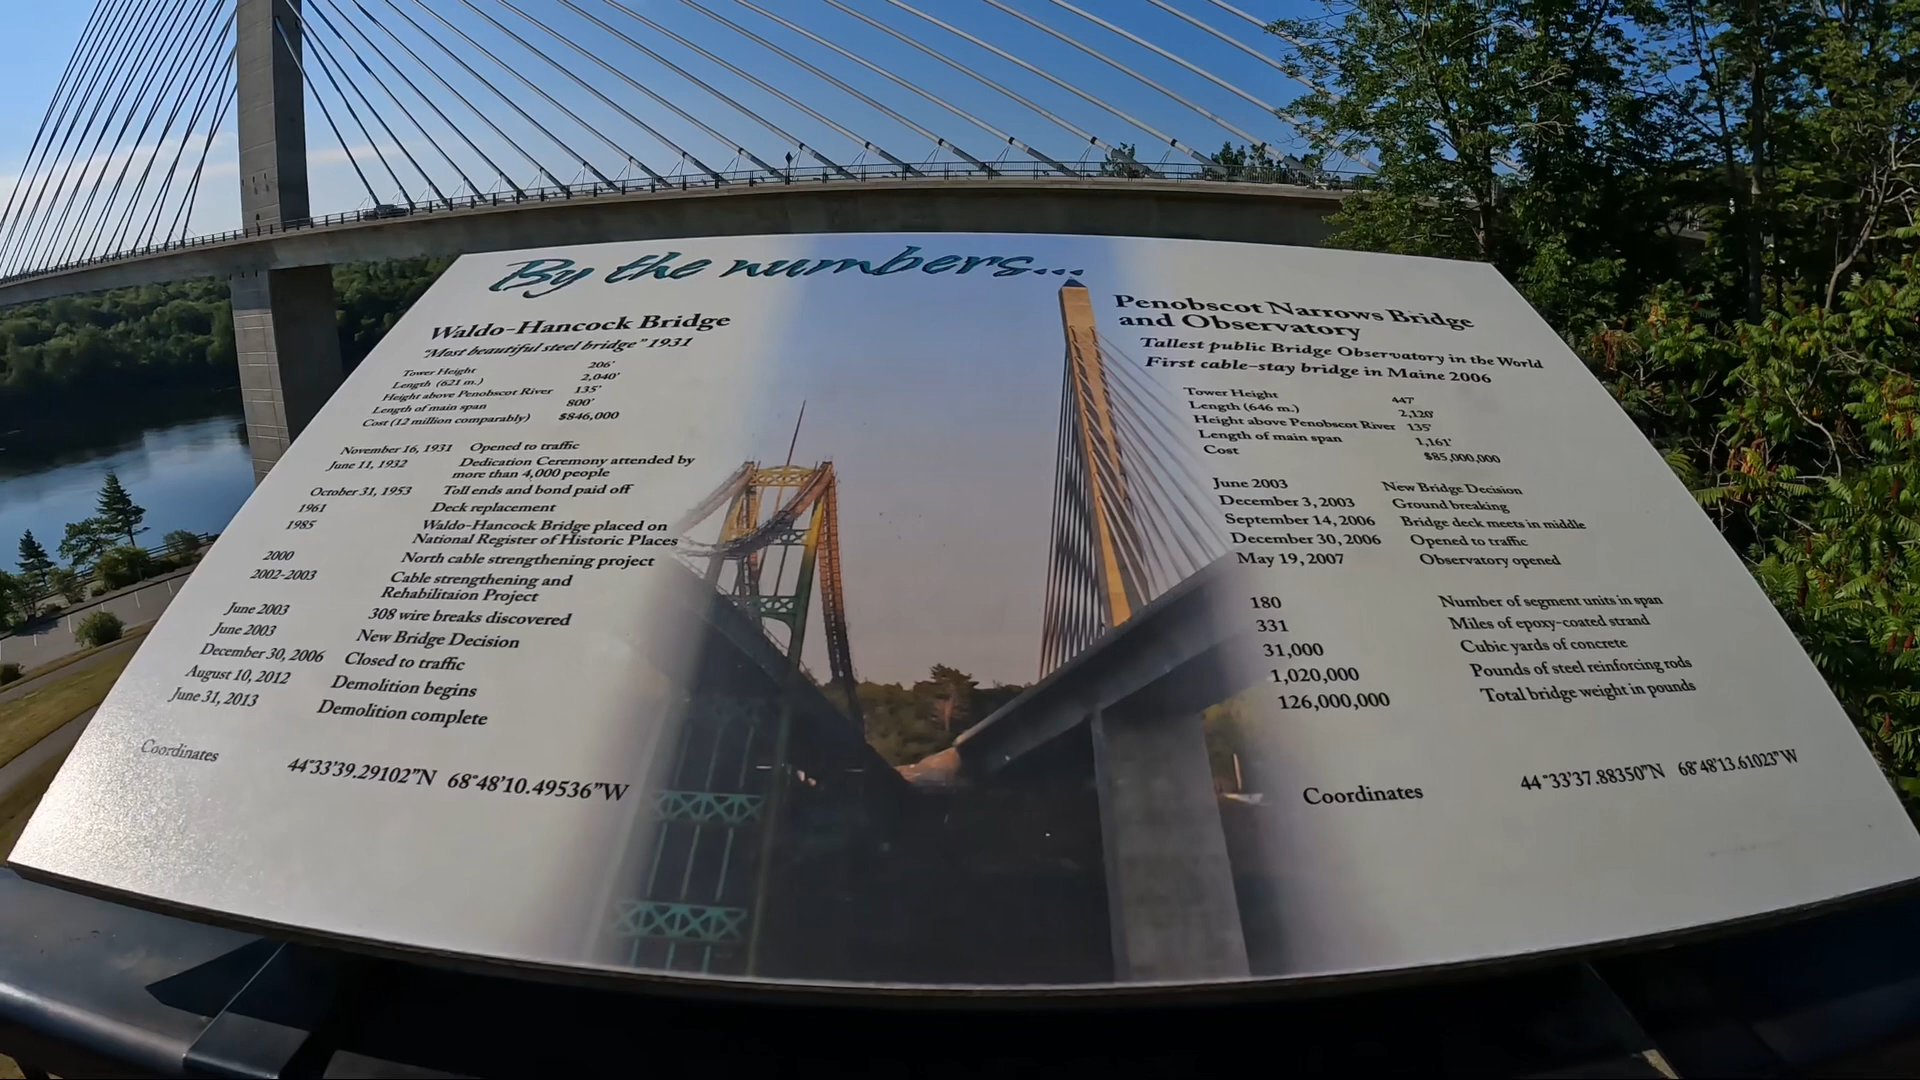 By the numbers...
Waldo-Hancock Bridge
"Most beautiful steel bridge" 1931
Tower Height 206'
Length (621 m.) 2,040'
Height above Penobscot River 135'
Length of main span 800'
Cost (12 million comparably) $846,000
November 16, 1931 Opened to traffic
June 11, 1932 Dedication Ceremony attended by
more than 4,000 people
October 31, 1953 Toll ends and bond paid off
1961 Deck replacement
1985 Waldo-Hancock Bridge placed on
National Register of Historic Places
2000 North cable strengthening project
2002-2003 Cable strengthening and
Rehabilitaion Project
June 2003 308 wire breaks discovered
June 2003 New Bridge Decision
December 30, 2006 Closed to traffic
August 10, 2012 Demolition begins
June 31, 2013 Demolition complete
Coordinates 44°33'39.29102"N 68°48'10.49536"W
Penobscot Narrows Bridge
and Observatory
Tallest public Bridge Observatory in the World
First cable-stay bridge in Maine 2006
Tower Height 447'
Length (646 m.) 2,120'
Height above Penobscot River 135'
Length of main span 1,161'
Cost $85,000,000
June 2003 New Bridge Decision
December 3, 2003 Ground breaking
September 14, 2006 Bridge deck meets in middle
December 30, 2006 Opened to traffic
May 19, 2007 Observatory opened
180 Number of segment units in span
331 Miles of epoxy-coated strand
31,000 Cubic yards of concrete
1,020,000 Pounds of steel reinforcing rods
126,000,000 Total bridge weight in pounds
Coordinates 44°33'37.88350"N 68°48'13.61023"W